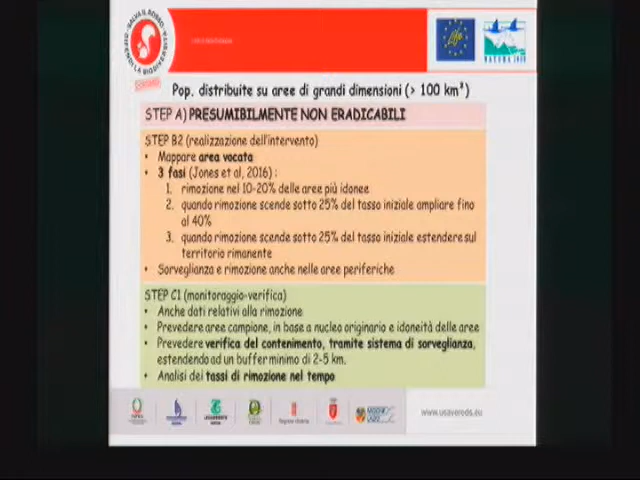 Pop. distribuite su aree di grandi dimensioni (> 100 km²)
STEP A) PRESUMIBILMENTE NON ERADICABILI
STEP B2 (realizzazione dell'intervento)
• Mappare area vocata
• 3 fasi (Jones et al, 2016) :
1. rimozione nel 10-20% delle aree più idonee
2. quando rimozione scende sotto 25% del tasso iniziale ampliare fino
al 40%
3. quando rimozione scende sotto 25% del tasso iniziale estendere sul
territorio rimanente
• Sorveglianza e rimozione anche nelle aree periferiche
STEP C1 (monitoraggio-verifica)
• Anche dati relativi alla rimozione
• Prevedere aree campione, in base a nucleo originario e idoneità delle aree
• Prevedere verifica del contenimento, tramite sistema di sorveglianza,
estendendo ad un buffer minimo di 2-5 km.
• Analisi dei tassi di rimozione nel tempo
www.usavereds.eu